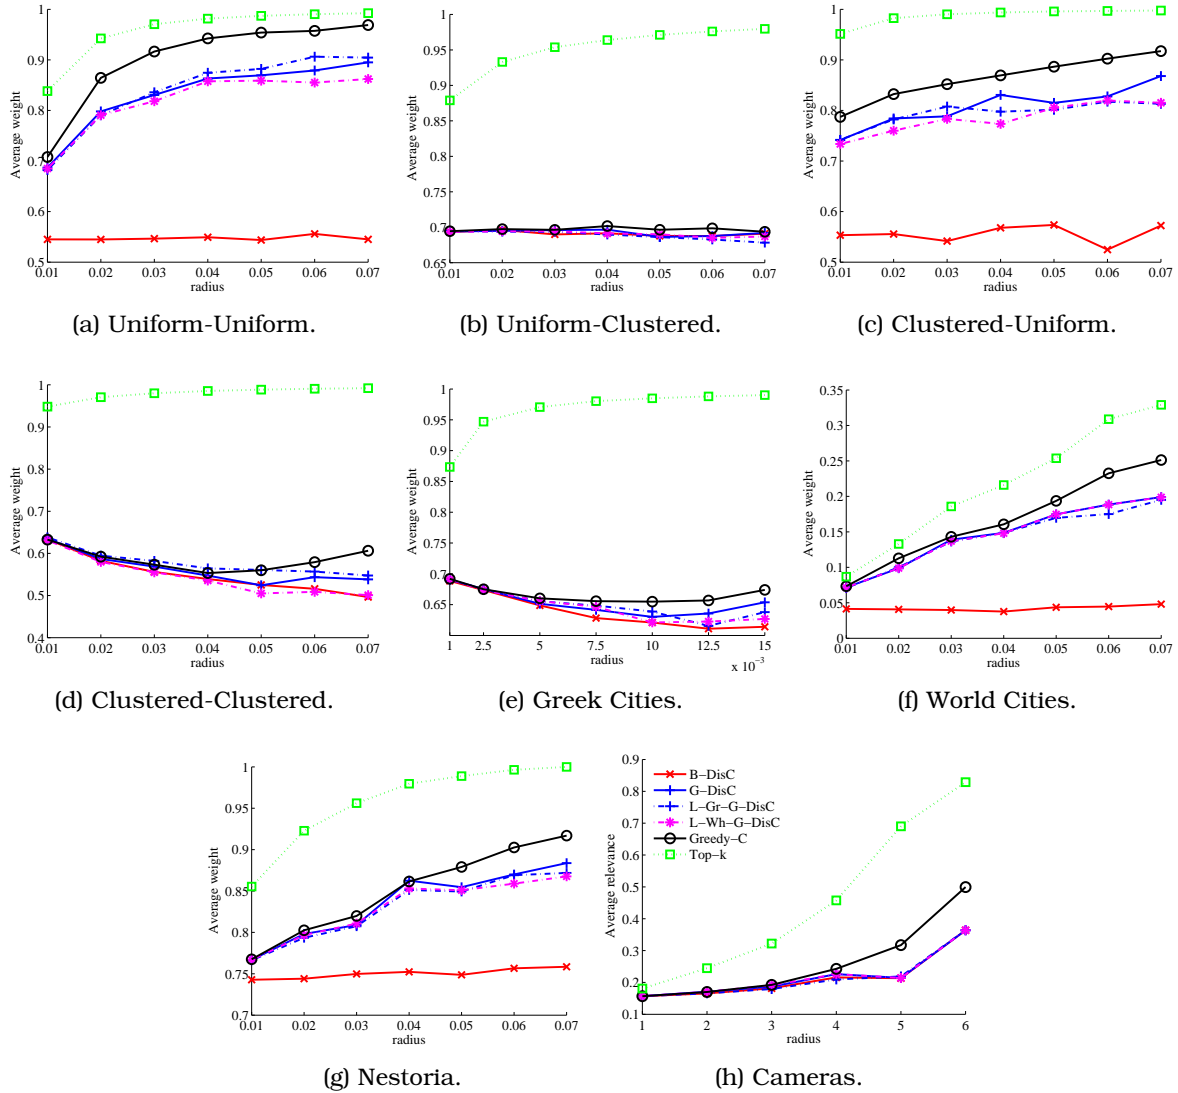 1
0.9
0.8
0.7
0.6
0.5
Average weight
0.01 0.02 0.03 0.04 0.05 0.06 0.07
radius
(a) Uniform-Uniform.
1
0.95
0.9
0.85
0.8
0.75
0.7
0.65
Average weight
0.01 0.02 0.03 0.04 0.05 0.06 0.07
radius
(b) Uniform-Clustered.
1
0.9
0.8
0.7
0.6
0.5
Average weight
0.01 0.02 0.03 0.04 0.05 0.06 0.07
radius
(c) Clustered-Uniform.
1
0.9
0.8
0.7
0.6
0.5
0.4
Average weight
0.01 0.02 0.03 0.04 0.05 0.06 0.07
radius
(d) Clustered-Clustered.
1
0.95
0.9
0.85
0.8
0.75
0.7
0.65
Average weight
1 2.5 5 7.5 10 12.5 15
radius
x 10⁻³
(e) Greek Cities.
0.35
0.3
0.25
0.2
0.15
0.1
0.05
0
Average weight
0.01 0.02 0.03 0.04 0.05 0.06 0.07
radius
(f) World Cities.
1
0.95
0.9
0.85
0.8
0.75
0.7
Average weight
0.01 0.02 0.03 0.04 0.05 0.06 0.07
radius
(g) Nestoria.
0.9
0.8
0.7
0.6
0.5
0.4
0.3
0.2
0.1
Average relevance
B−DisC
G−DisC
L−Gr−G−DisC
L−Wh−G−DisC
Greedy−C
Top−k
1 2 3 4 5 6
radius
(h) Cameras.